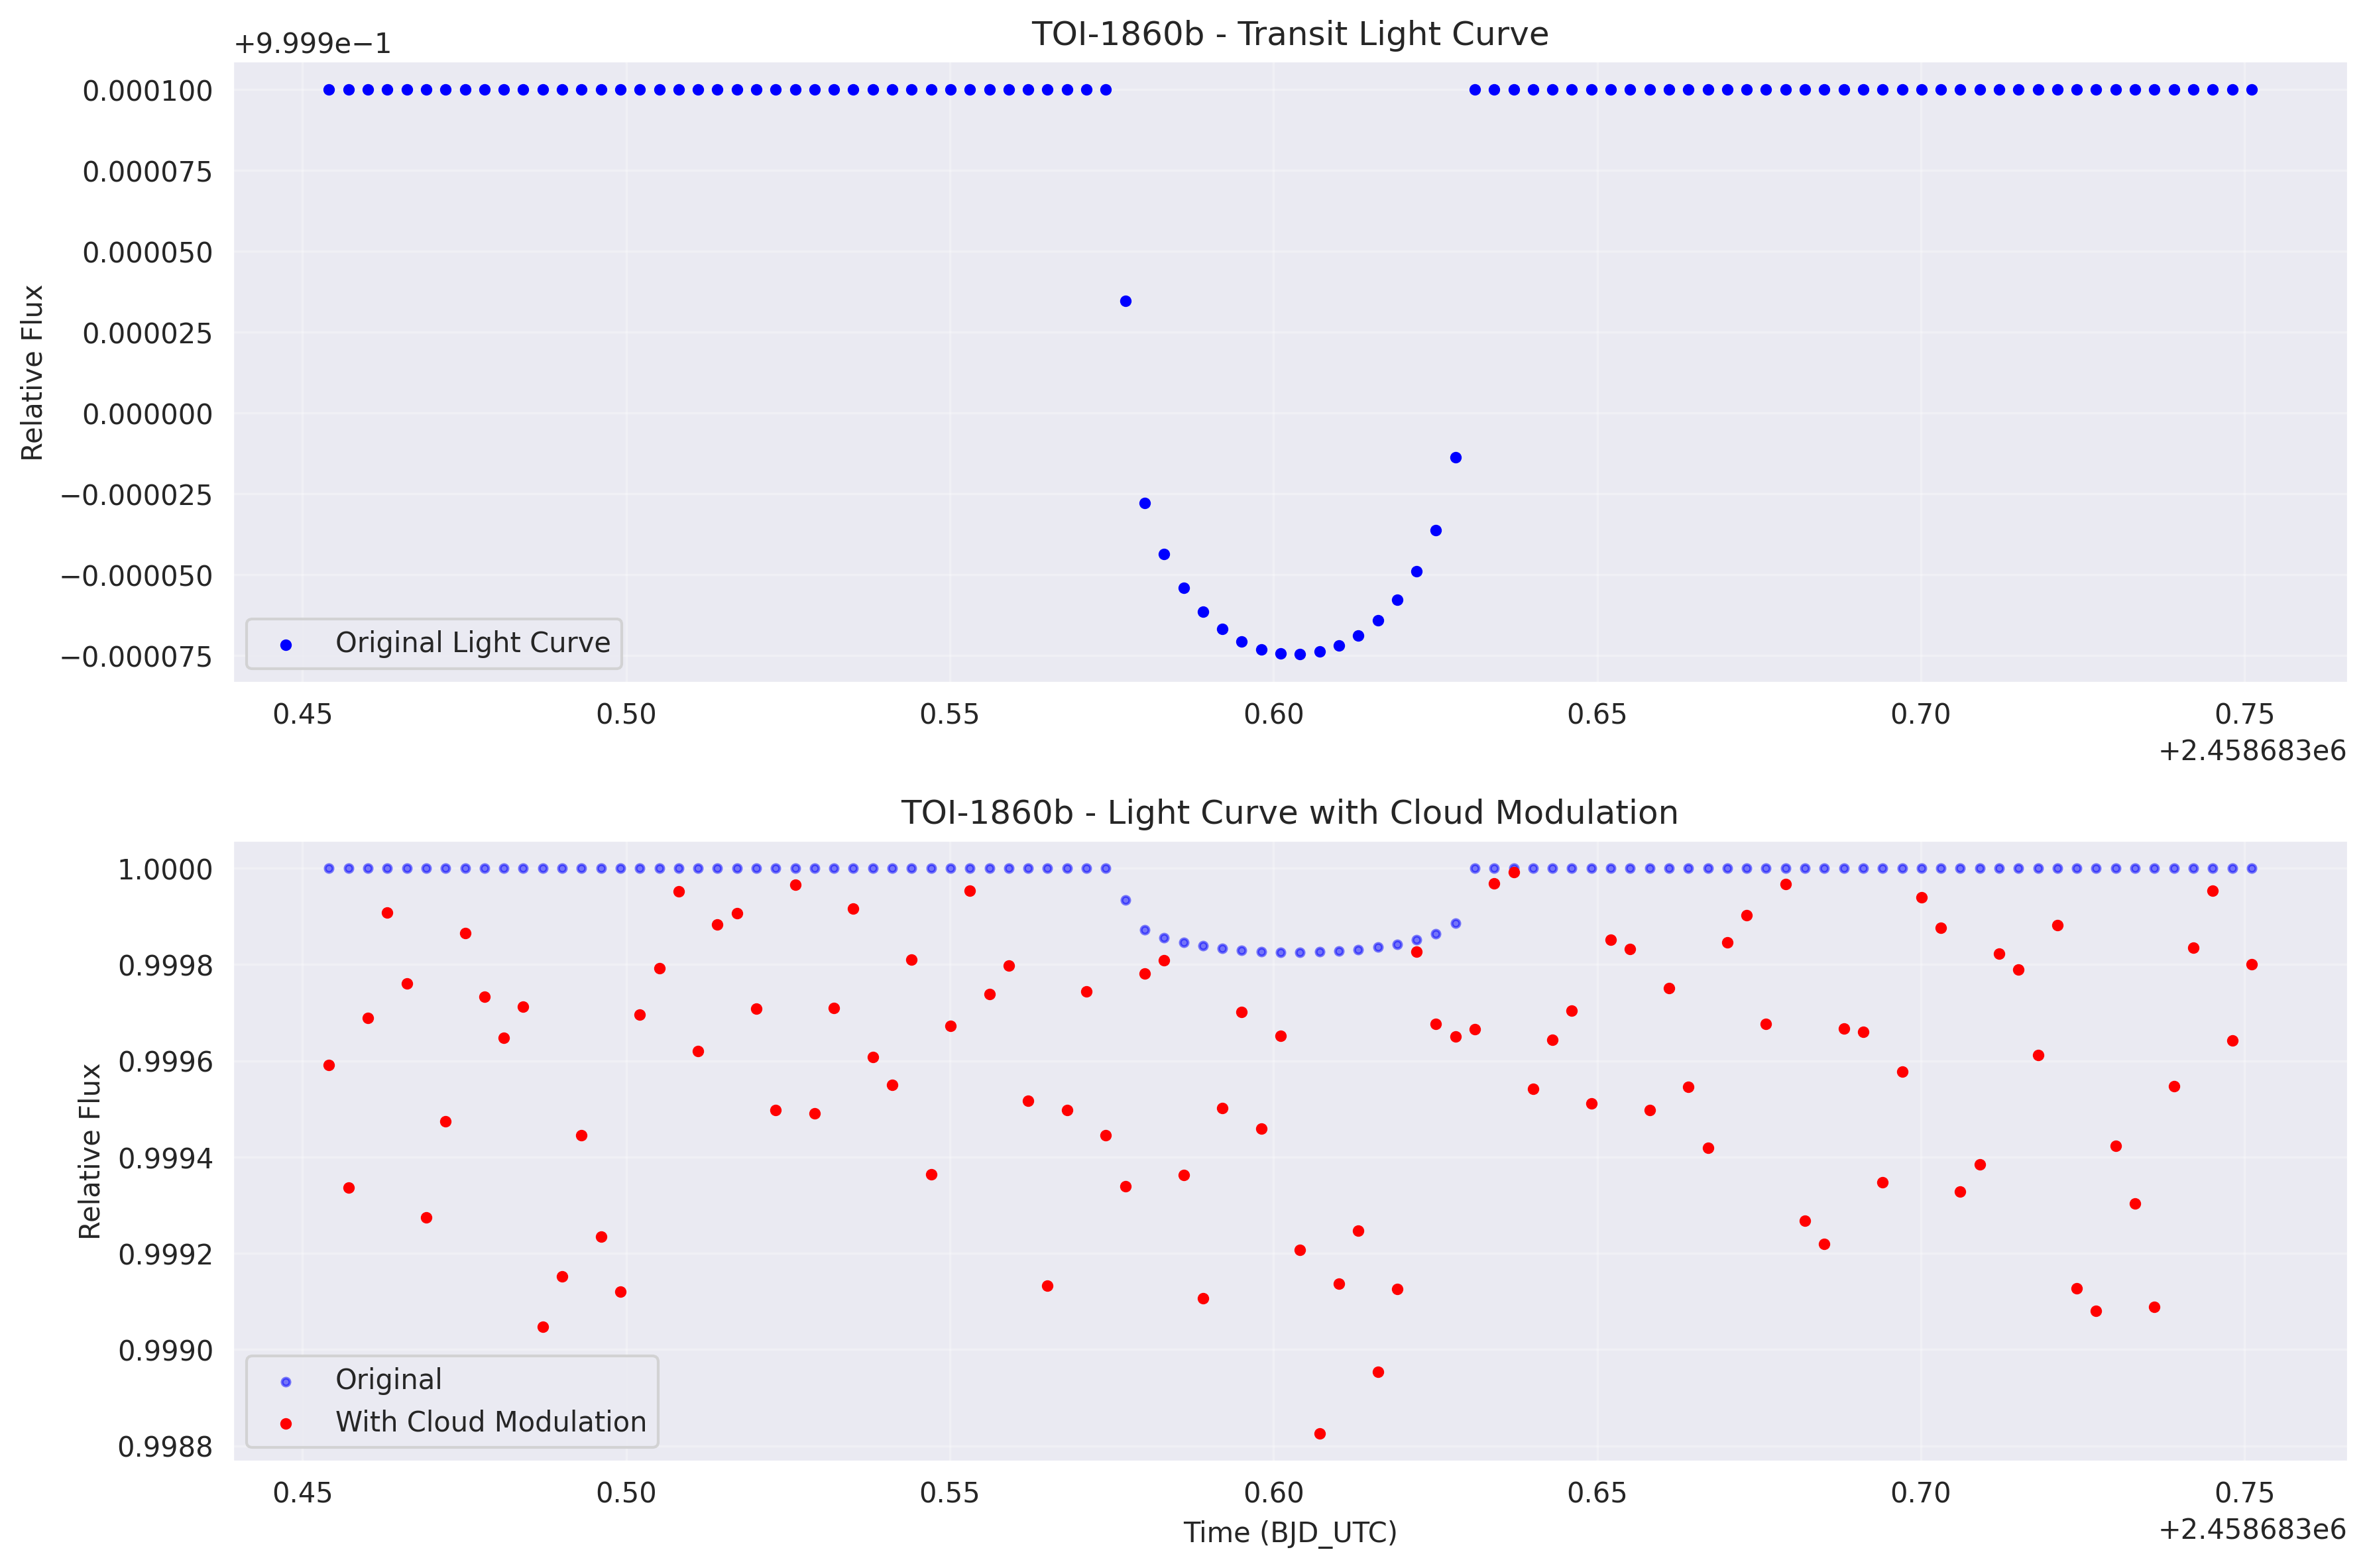 TOI-1860b - Transit Light Curve
+9.999e−1
0.000100
0.000075
0.000050
0.000025
0.000000
−0.000025
−0.000050
−0.000075
Relative Flux
Original Light Curve
0.45 0.50 0.55 0.60 0.65 0.70 0.75
+2.458683e6
TOI-1860b - Light Curve with Cloud Modulation
1.0000
0.9998
0.9996
0.9994
0.9992
0.9990
0.9988
Relative Flux
Original
With Cloud Modulation
0.45 0.50 0.55 0.60 0.65 0.70 0.75
Time (BJD_UTC)
+2.458683e6